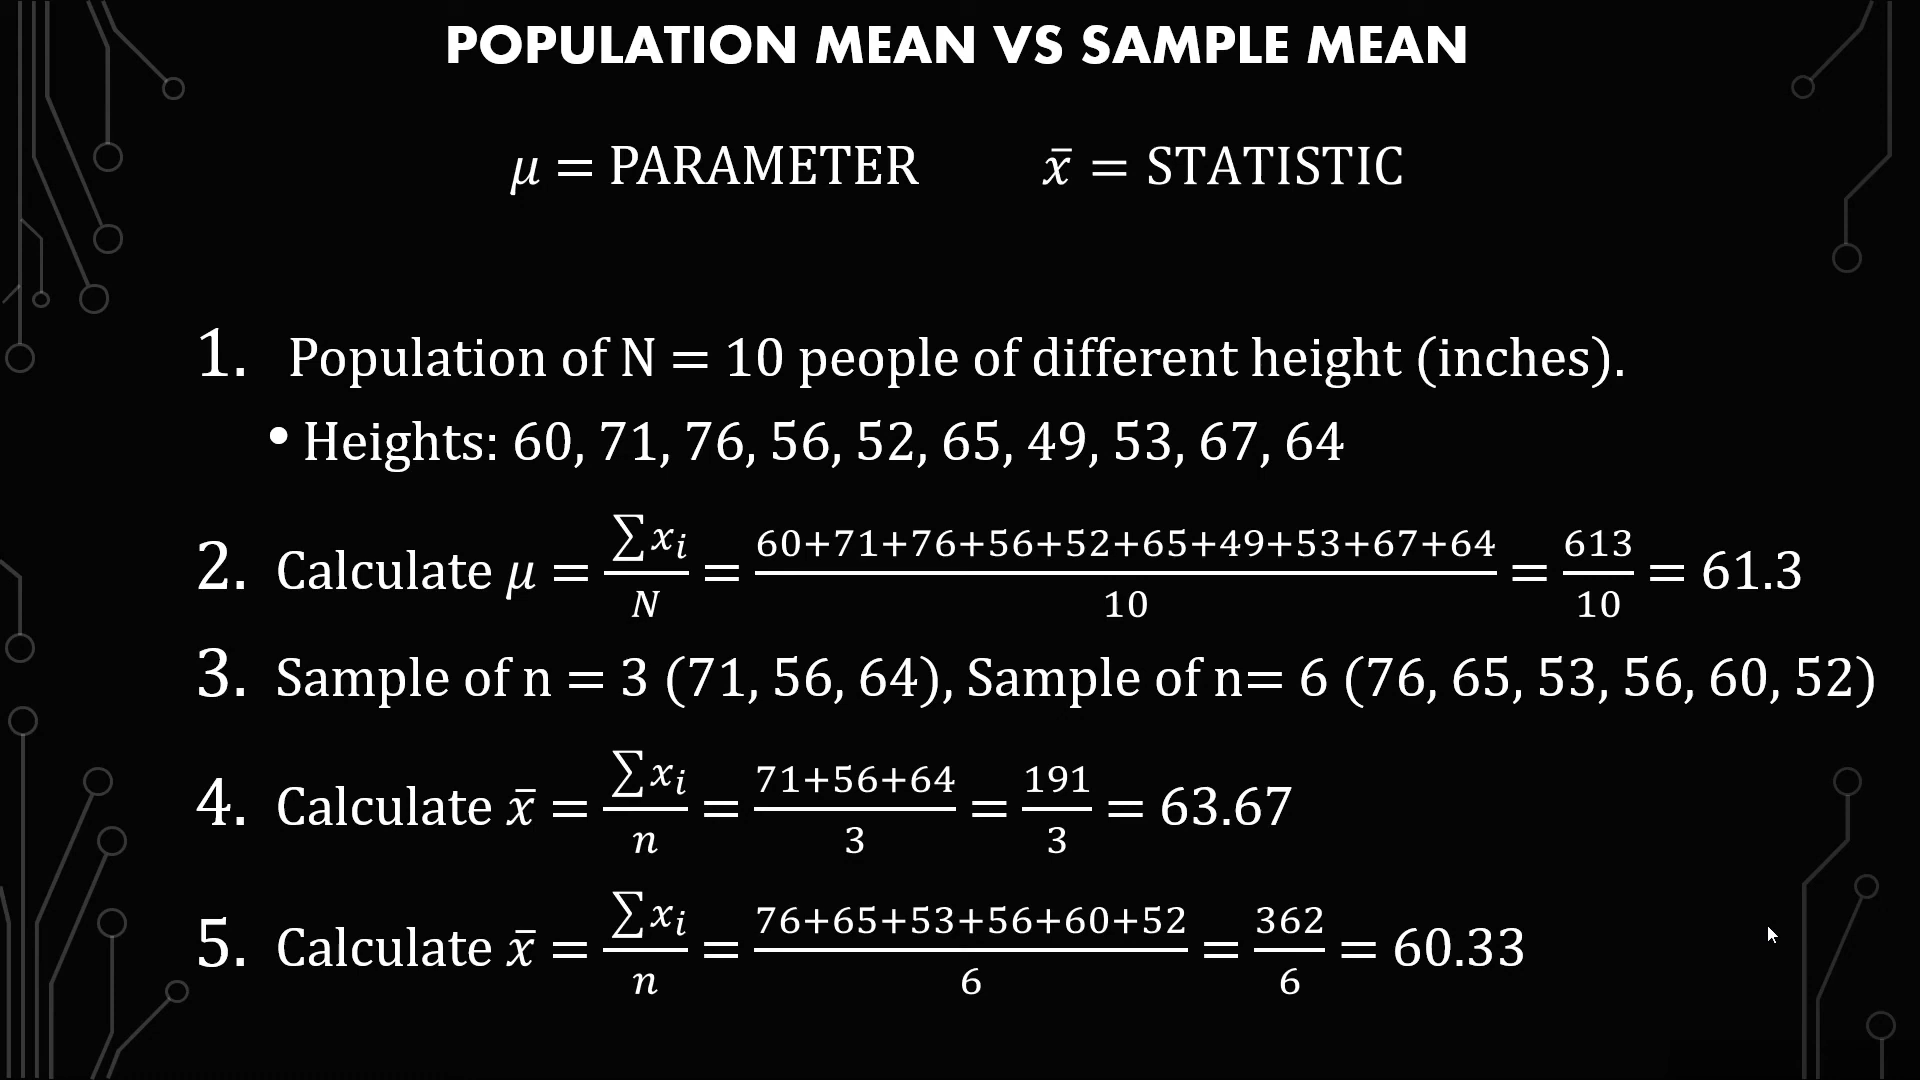 POPULATION MEAN VS SAMPLE MEAN
μ = PARAMETER x̄ = STATISTIC
1. Population of N = 10 people of different height (inches).
• Heights: 60, 71, 76, 56, 52, 65, 49, 53, 67, 64
2. Calculate μ = ∑xᵢ/N = 60+71+76+56+52+65+49+53+67+64/10 = 613/10 = 61.3
3. Sample of n = 3 (71, 56, 64), Sample of n= 6 (76, 65, 53, 56, 60, 52)
4. Calculate x̄ = ∑xᵢ/n = 71+56+64/3 = 191/3 = 63.67
5. Calculate x̄ = ∑xᵢ/n = 76+65+53+56+60+52/6 = 362/6 = 60.33